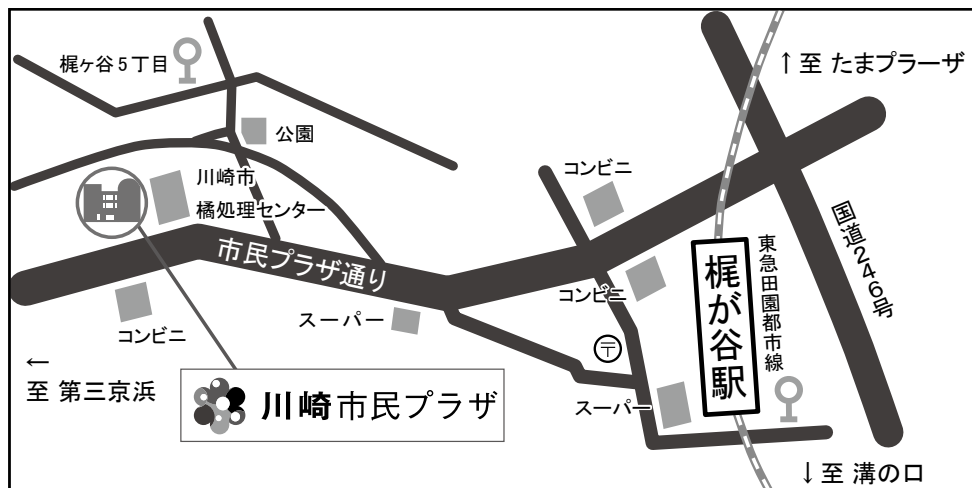 梶ヶ谷5丁目
↑至 たまプラーザ
公園
コンビニ
川崎市
橘処理センター
国道246号
市民プラザ通り
東急田園都市線
梶が谷駅
コンビニ
スーパー
コンビニ
〒
←
至 第三京浜
川崎市民プラザ
スーパー
↓至 溝の口